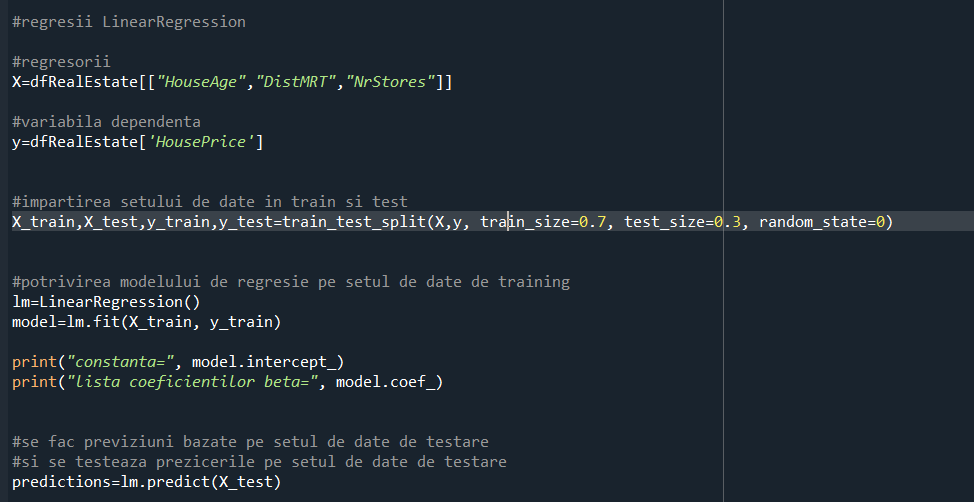 #regresii LinearRegression
#regresorii
X=dfRealEstate[["HouseAge","DistMRT","NrStores"]]
#variabila dependenta
y=dfRealEstate['HousePrice']
#impartirea setului de date in train si test
X_train,X_test,y_train,y_test=train_test_split(X,y, train_size=0.7, test_size=0.3, random_state=0)
#potrivirea modelului de regresie pe setul de date de training
lm=LinearRegression()
model=lm.fit(X_train, y_train)
print("constanta=", model.intercept_)
print("lista coeficientilor beta=", model.coef_)
#se fac previziuni bazate pe setul de date de testare
#si se testeaza prezicerile pe setul de date de testare
predictions=lm.predict(X_test)